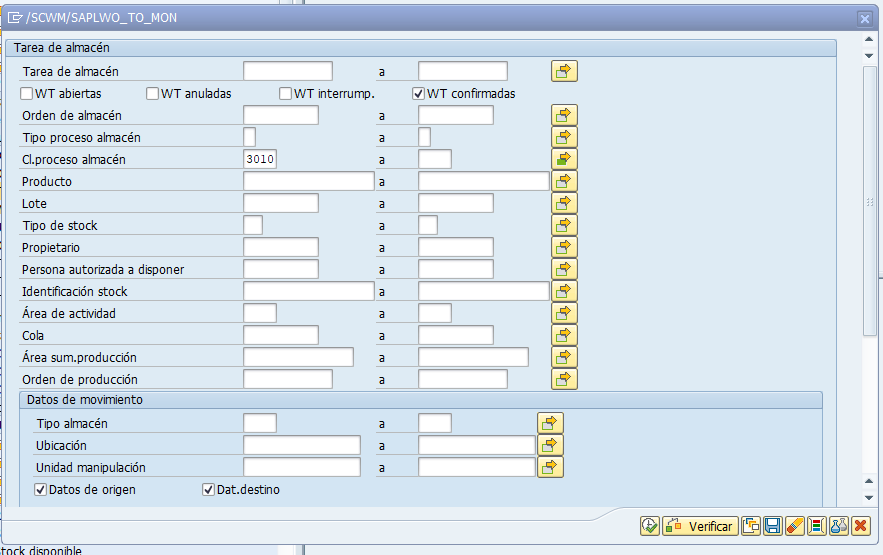 /SCWM/SAPLWO_TO_MON
Tarea de almacén
Tarea de almacén a
WT abiertas WT anuladas WT interrump. WT confirmadas
Orden de almacén a
Tipo proceso almacén a
Cl.proceso almacén 3010 a
Producto a
Lote a
Tipo de stock a
Propietario a
Persona autorizada a disponer a
Identificación stock a
Área de actividad a
Cola a
Área sum.producción a
Orden de producción a
Datos de movimiento
Tipo almacén a
Ubicación a
Unidad manipulación a
Datos de origen Dat.destino
Verificar
stock disponible